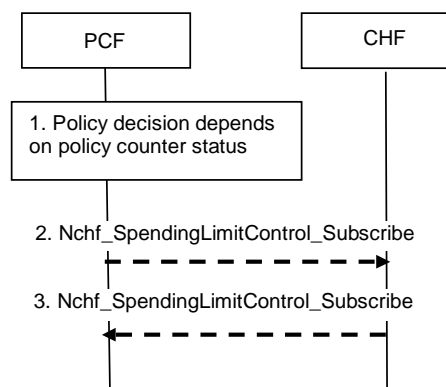 PCF
CHF
1. Policy decision depends
on policy counter status
2. Nchf_SpendingLimitControl_Subscribe
3. Nchf_SpendingLimitControl_Subscribe